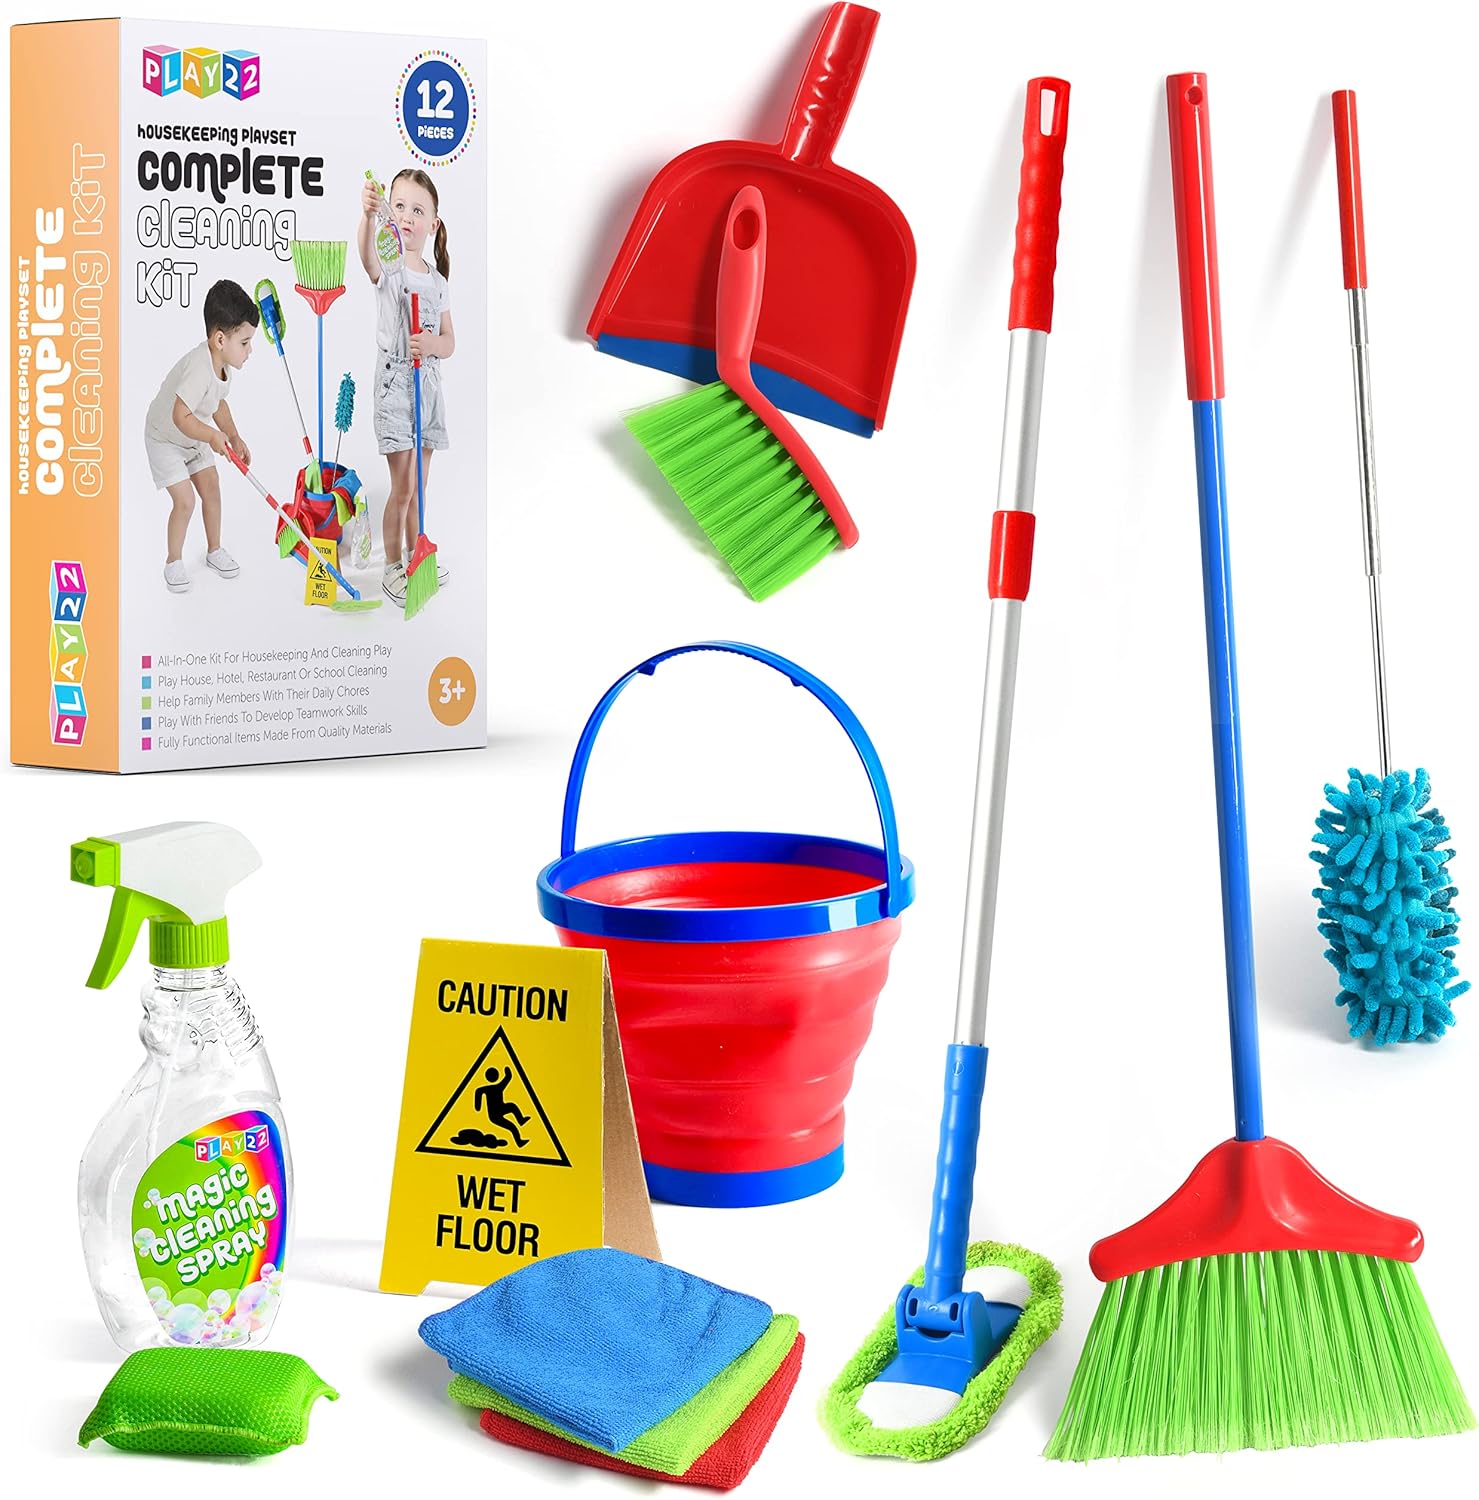 PLAY22
12
PIECES
HOUSEKEEPING PLAYSET
COMPLETE
CLEANING
KIT
CAUTION
WET
FLOOR
All-In-One Kit For Housekeeping And Cleaning Play
Play House, Hotel, Restaurant Or School Cleaning
Help Family Members With Their Daily Chores
Play With Friends To Develop Teamwork Skills
Fully Functional Items Made From Quality Materials
3+
HOUSEKEEPING PLAYSET
COMPLETE
CLEANING KIT
PLAY22
PLAY22
MAGIC
CLEANING
SPRAY
CAUTION
WET
FLOOR